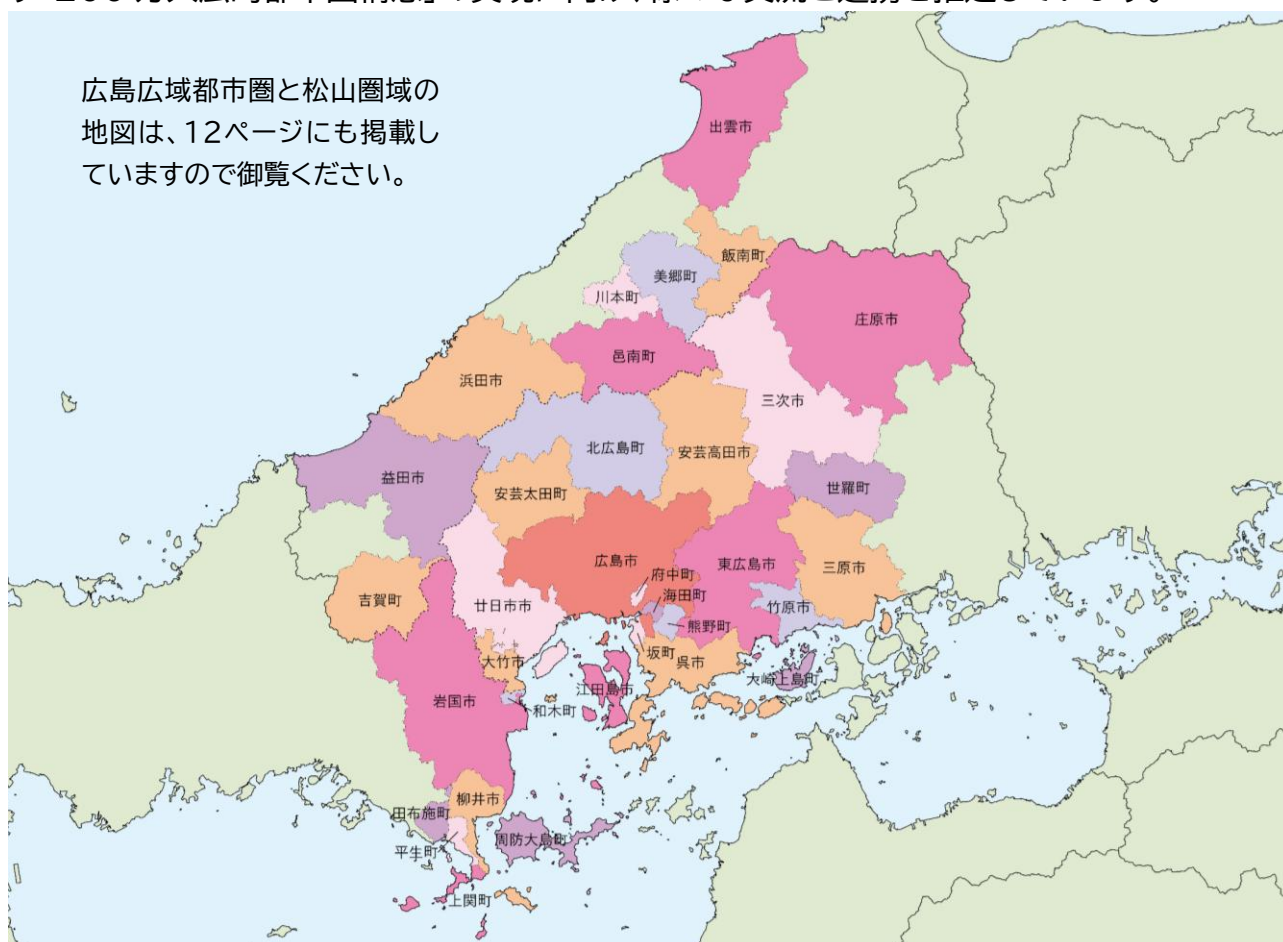 広島広域都市圏と松山圏域の
地図は、12ページにも掲載し
ていますので御覧ください。
出雲市
飯南町
美郷町
川本町
庄原市
邑南町
浜田市
三次市
北広島町
安芸高田市
益田市
安芸太田町
世羅町
広島市
東広島市
三原市
府中町
吉賀町
海田町
廿日市市
竹原市
熊野町
坂町
呉市
大竹市
大崎上島町
江田島市
岩国市
和木町
柳井市
田布施町
周防大島町
平生町
上関町